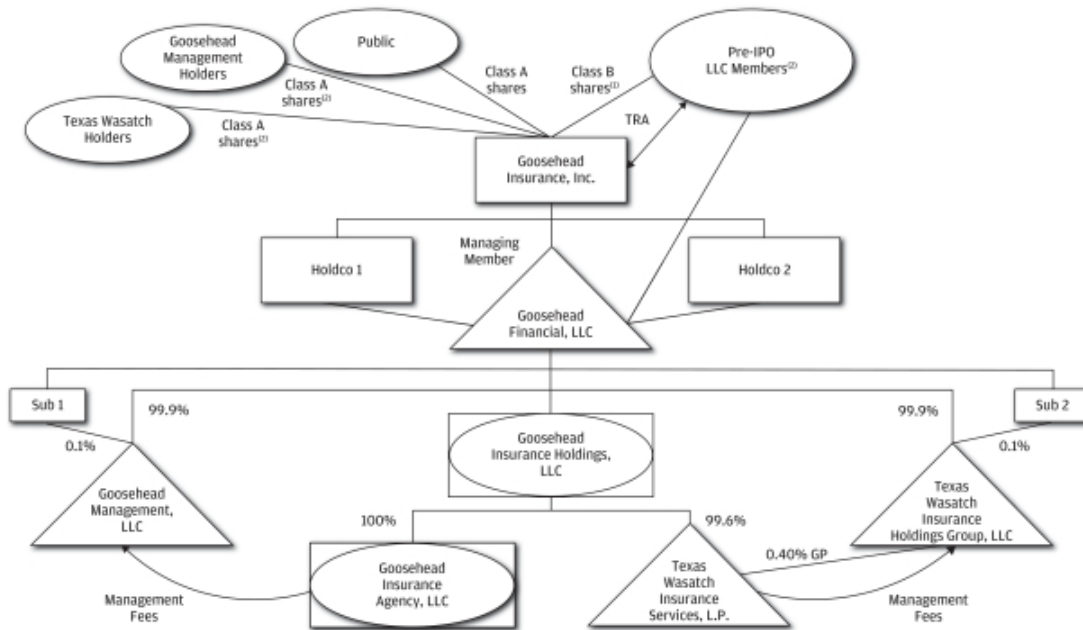 Goosehead
Management
Holders
Public
Pre-IPO
LLC Members(2)
Class A
shares(2)
Class A
shares
Class B
shares(1)
Texas Wasatch
Holders
Class A
shares(2)
TRA
Goosehead
Insurance, Inc.
Holdco 1
Managing
Member
Holdco 2
Goosehead
Financial, LLC
Sub 1
99.9%
99.9%
Sub 2
0.1%
Goosehead
Insurance Holdings,
LLC
0.1%
Goosehead
Management,
LLC
Texas
Wasatch
Insurance
Holdings Group, LLC
100%
99.6%
0.40% GP
Goosehead
Insurance
Agency, LLC
Texas
Wasatch
Insurance
Services, L.P.
Management
Fees
Management
Fees